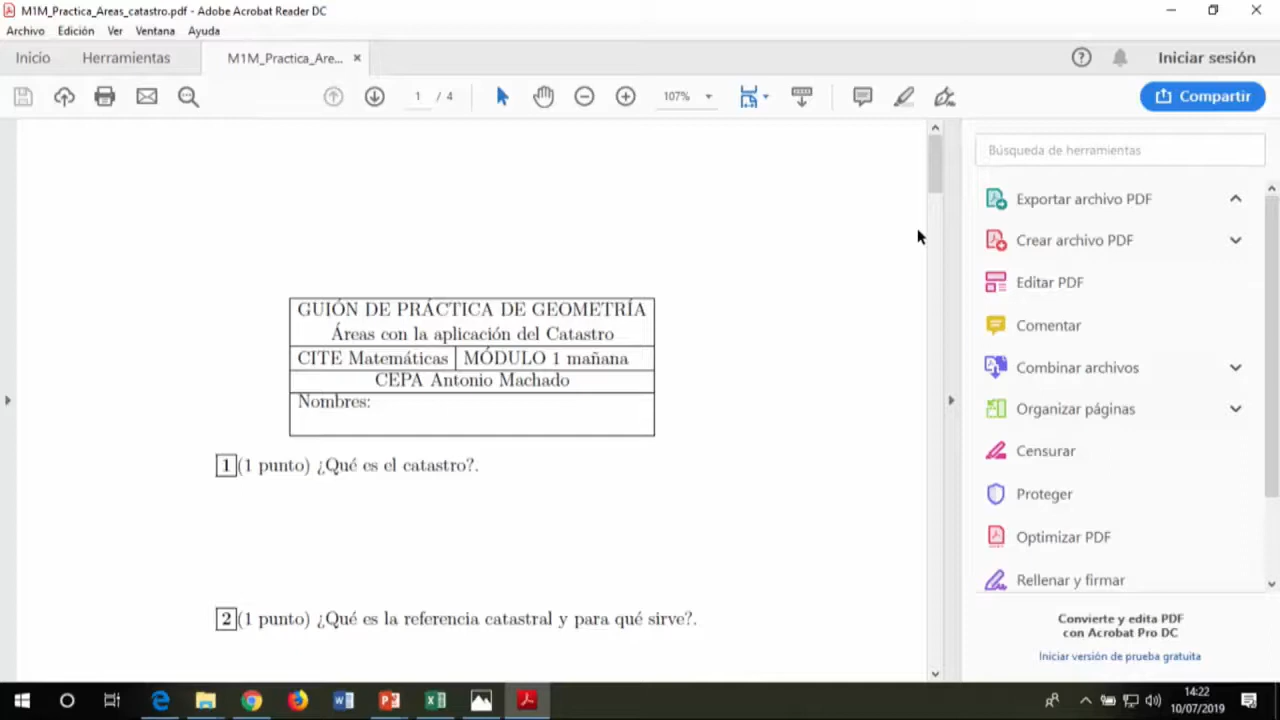 M1M_Practica_Areas_catastro.pdf - Adobe Acrobat Reader DC
Archivo Edición Ver Ventana Ayuda
Inicio Herramientas M1M_Practica_Are... Iniciar sesión
1 / 4 107% Compartir
Búsqueda de herramientas
Exportar archivo PDF
Crear archivo PDF
Editar PDF
Comentar
Combinar archivos
Organizar páginas
Censurar
Proteger
Optimizar PDF
Rellenar y firmar
Convierte y edita PDF
con Acrobat Pro DC
Iniciar versión de prueba gratuita
GUIÓN DE PRÁCTICA DE GEOMETRÍA
Áreas con la aplicación del Catastro
CITE Matemáticas MÓDULO 1 mañana
CEPA Antonio Machado
Nombres:
1 (1 punto) ¿Qué es el catastro?.
2 (1 punto) ¿Qué es la referencia catastral y para qué sirve?.
14:22
10/07/2019